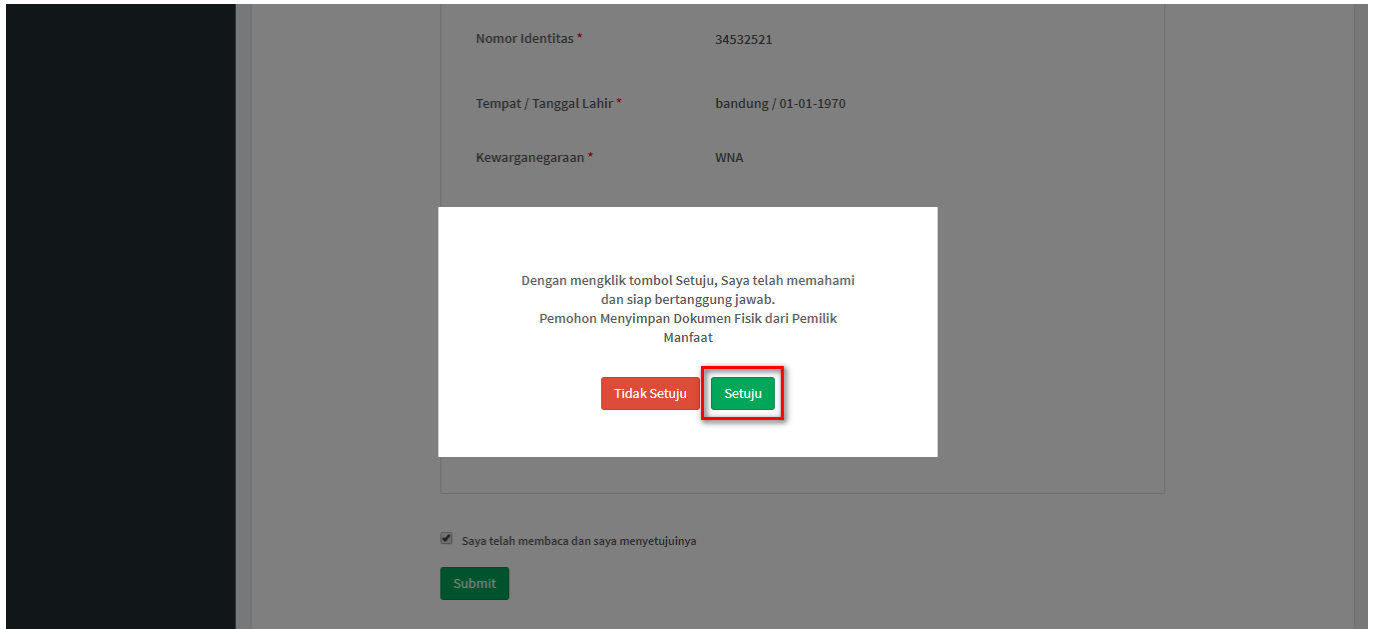 Nomor Identitas * 34532521
Tempat / Tanggal Lahir * bandung / 01-01-1970
Kewarganegaraan * WNA
Dengan mengklik tombol Setuju, Saya telah memahami
dan siap bertanggung jawab.
Pemohon Menyimpan Dokumen Fisik dari Pemilik
Manfaat
Tidak Setuju Setuju
Saya telah membaca dan saya menyetujuinya
Submit